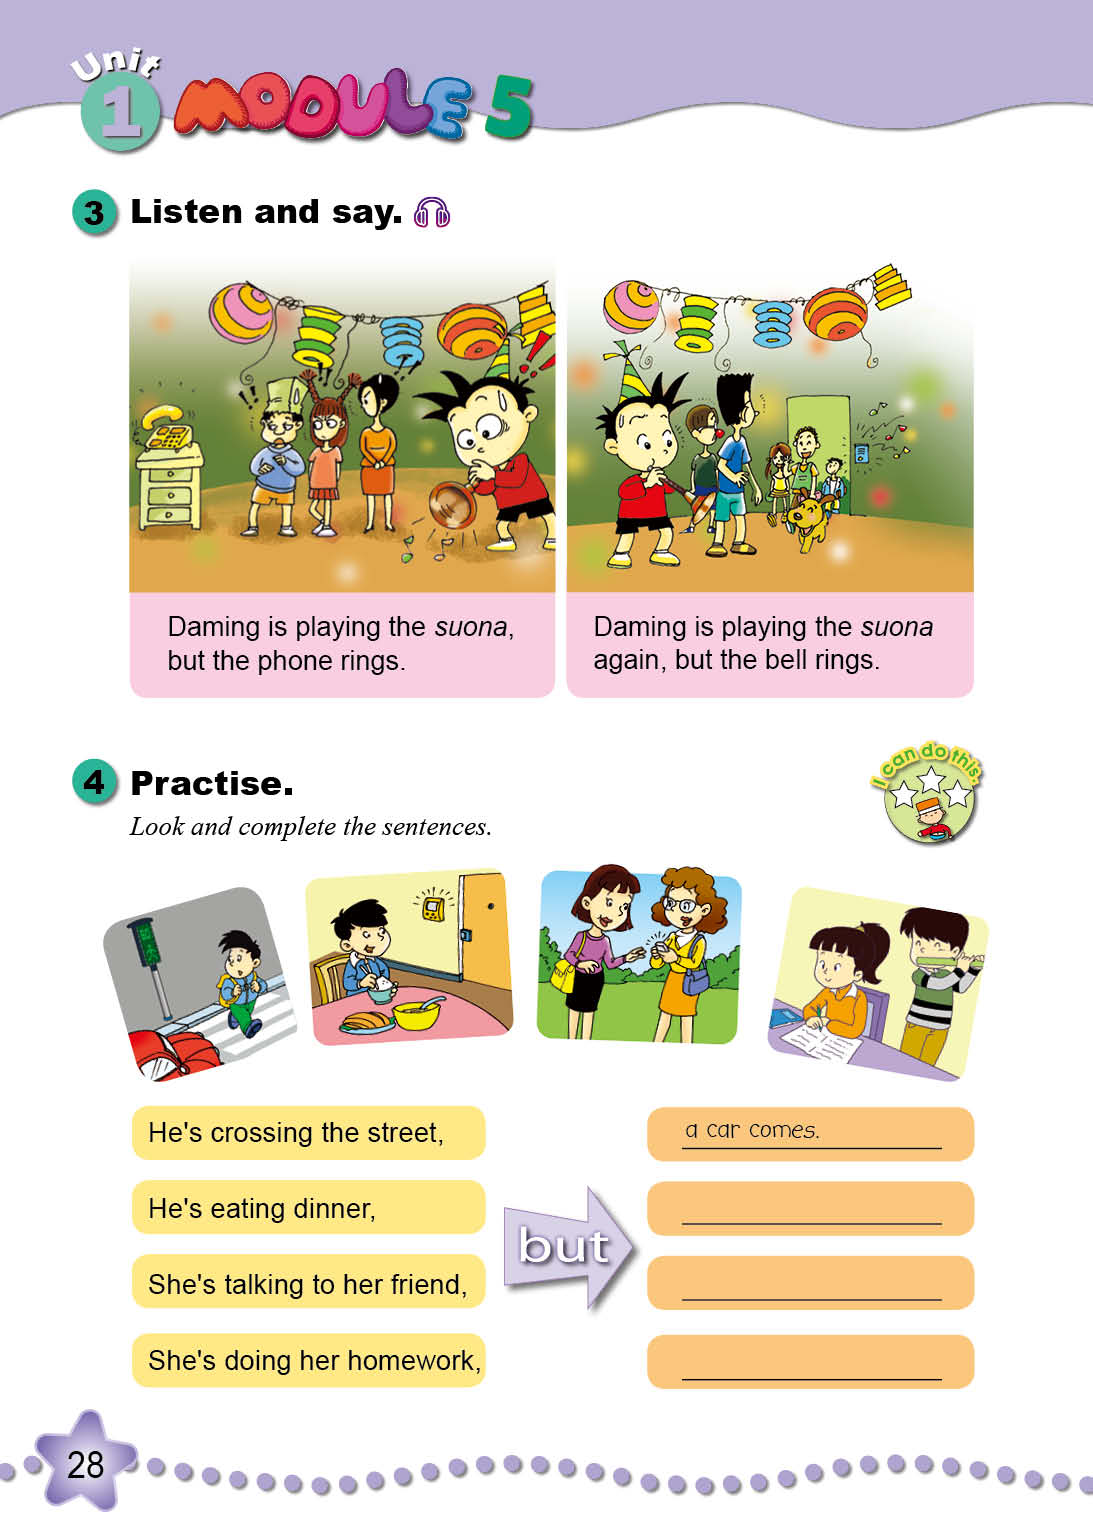 Unit
1 MODULE 5
3 Listen and say.
Daming is playing the suona,
but the phone rings.
Daming is playing the suona
again, but the bell rings.
4 Practise.
Look and complete the sentences.
I can do this.
He's crossing the street,
a car comes.
He's eating dinner,
but
She's talking to her friend,
She's doing her homework,
28